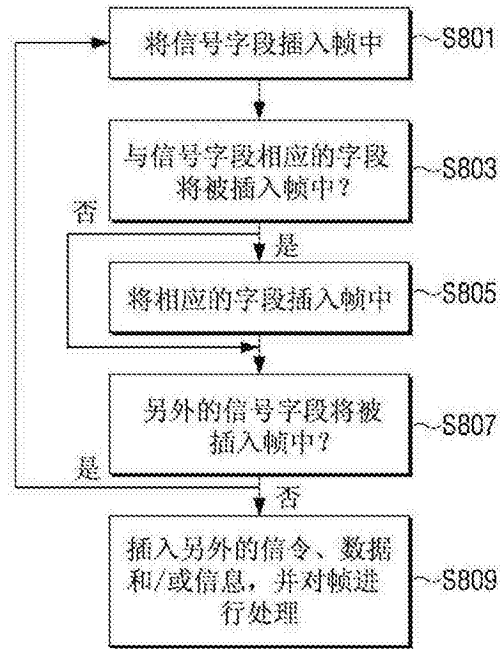 将信号字段插入帧中
S801
与信号字段相应的字段
将被插入帧中？
S803
否
是
将相应的字段插入帧中
S805
另外的信号字段将被
插入帧中？
S807
是
否
插入另外的信令、数据
和/或信息，并对帧进
行处理
S809